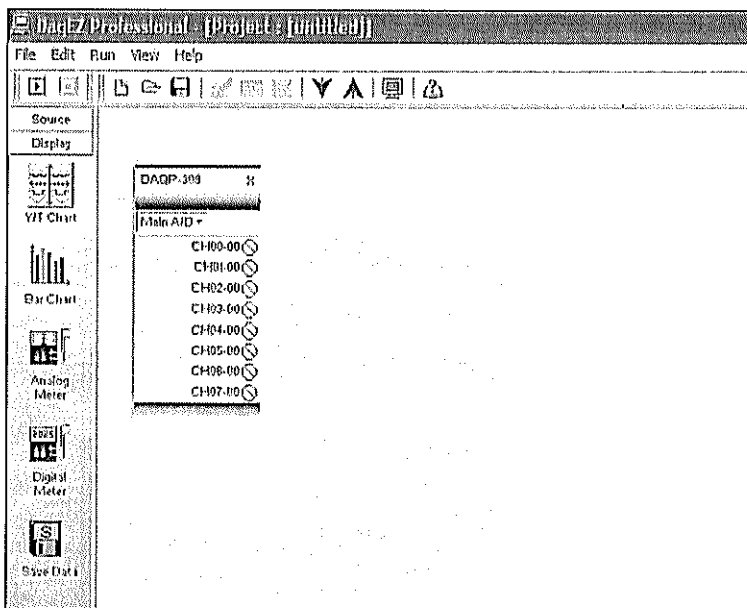 DaqEZ Professional - [Project : [untitled]]
File Edit Run View Help
Source
Display
Y/T Chart
Bar Chart
Analog
Meter
Digital
Meter
Save Data
DAQP-308 X
Main A/D
CH00-00
CH01-00
CH02-00
CH03-00
CH04-00
CH05-00
CH06-00
CH07-00